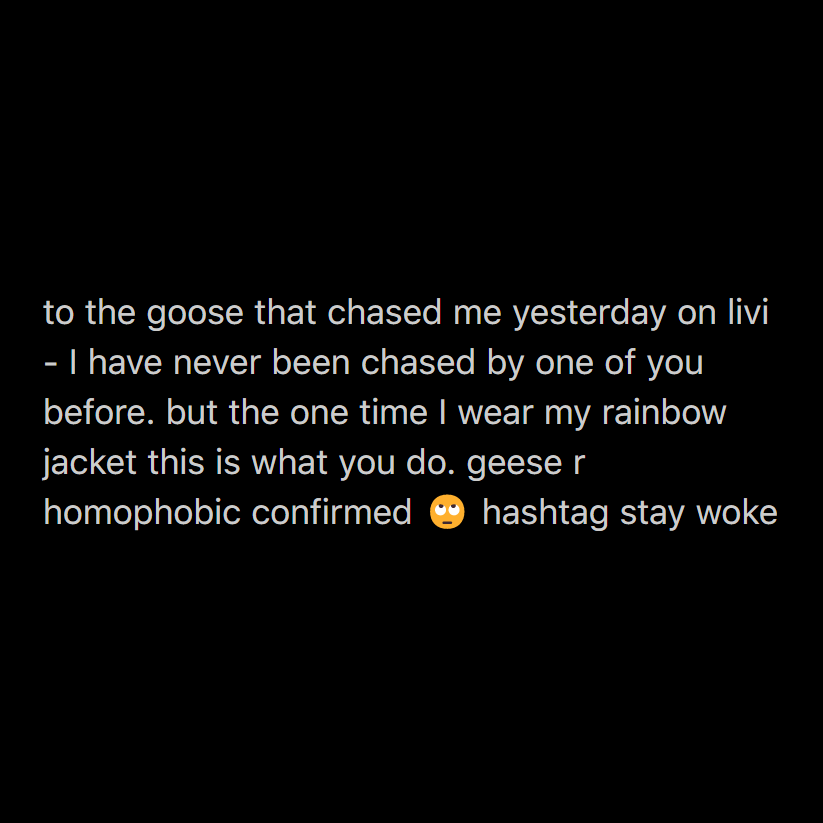 to the goose that chased me yesterday on livi
- I have never been chased by one of you
before. but the one time I wear my rainbow
jacket this is what you do. geese r
homophobic confirmed 🙄 hashtag stay woke